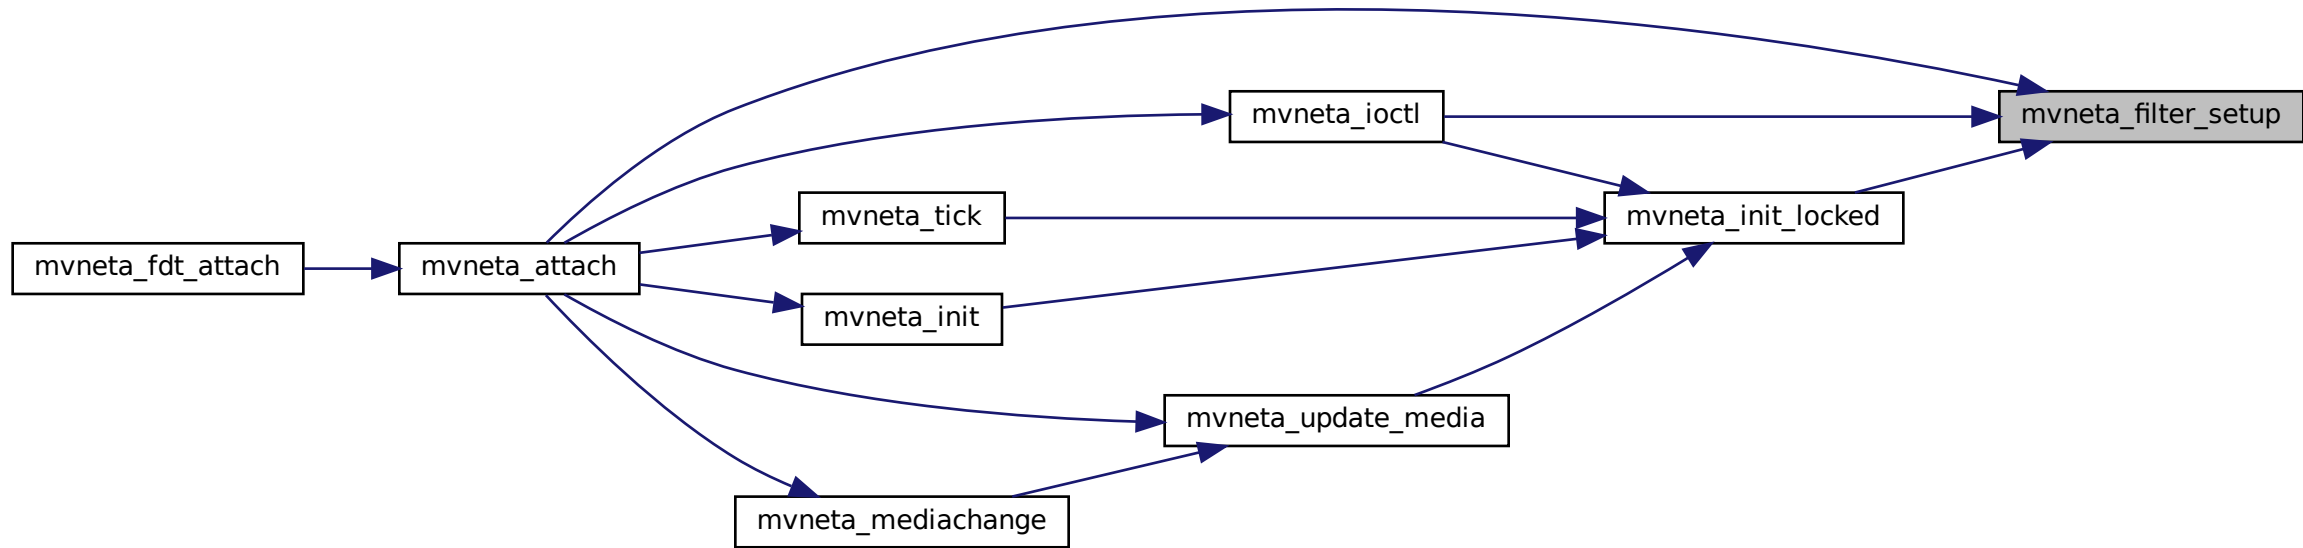 mvneta_ioctl
mvneta_filter_setup
mvneta_tick
mvneta_init_locked
mvneta_fdt_attach
mvneta_attach
mvneta_init
mvneta_update_media
mvneta_mediachange